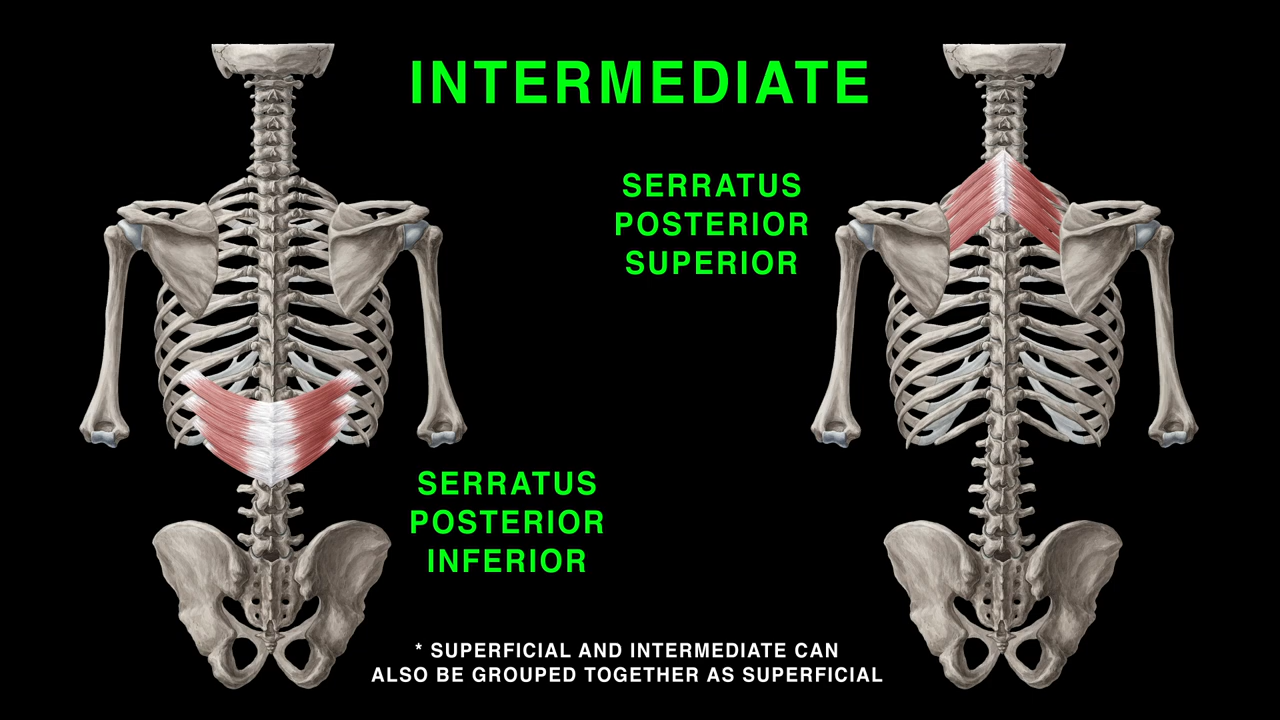 INTERMEDIATE
SERRATUS
POSTERIOR
SUPERIOR
SERRATUS
POSTERIOR
INFERIOR
* SUPERFICIAL AND INTERMEDIATE CAN
ALSO BE GROUPED TOGETHER AS SUPERFICIAL